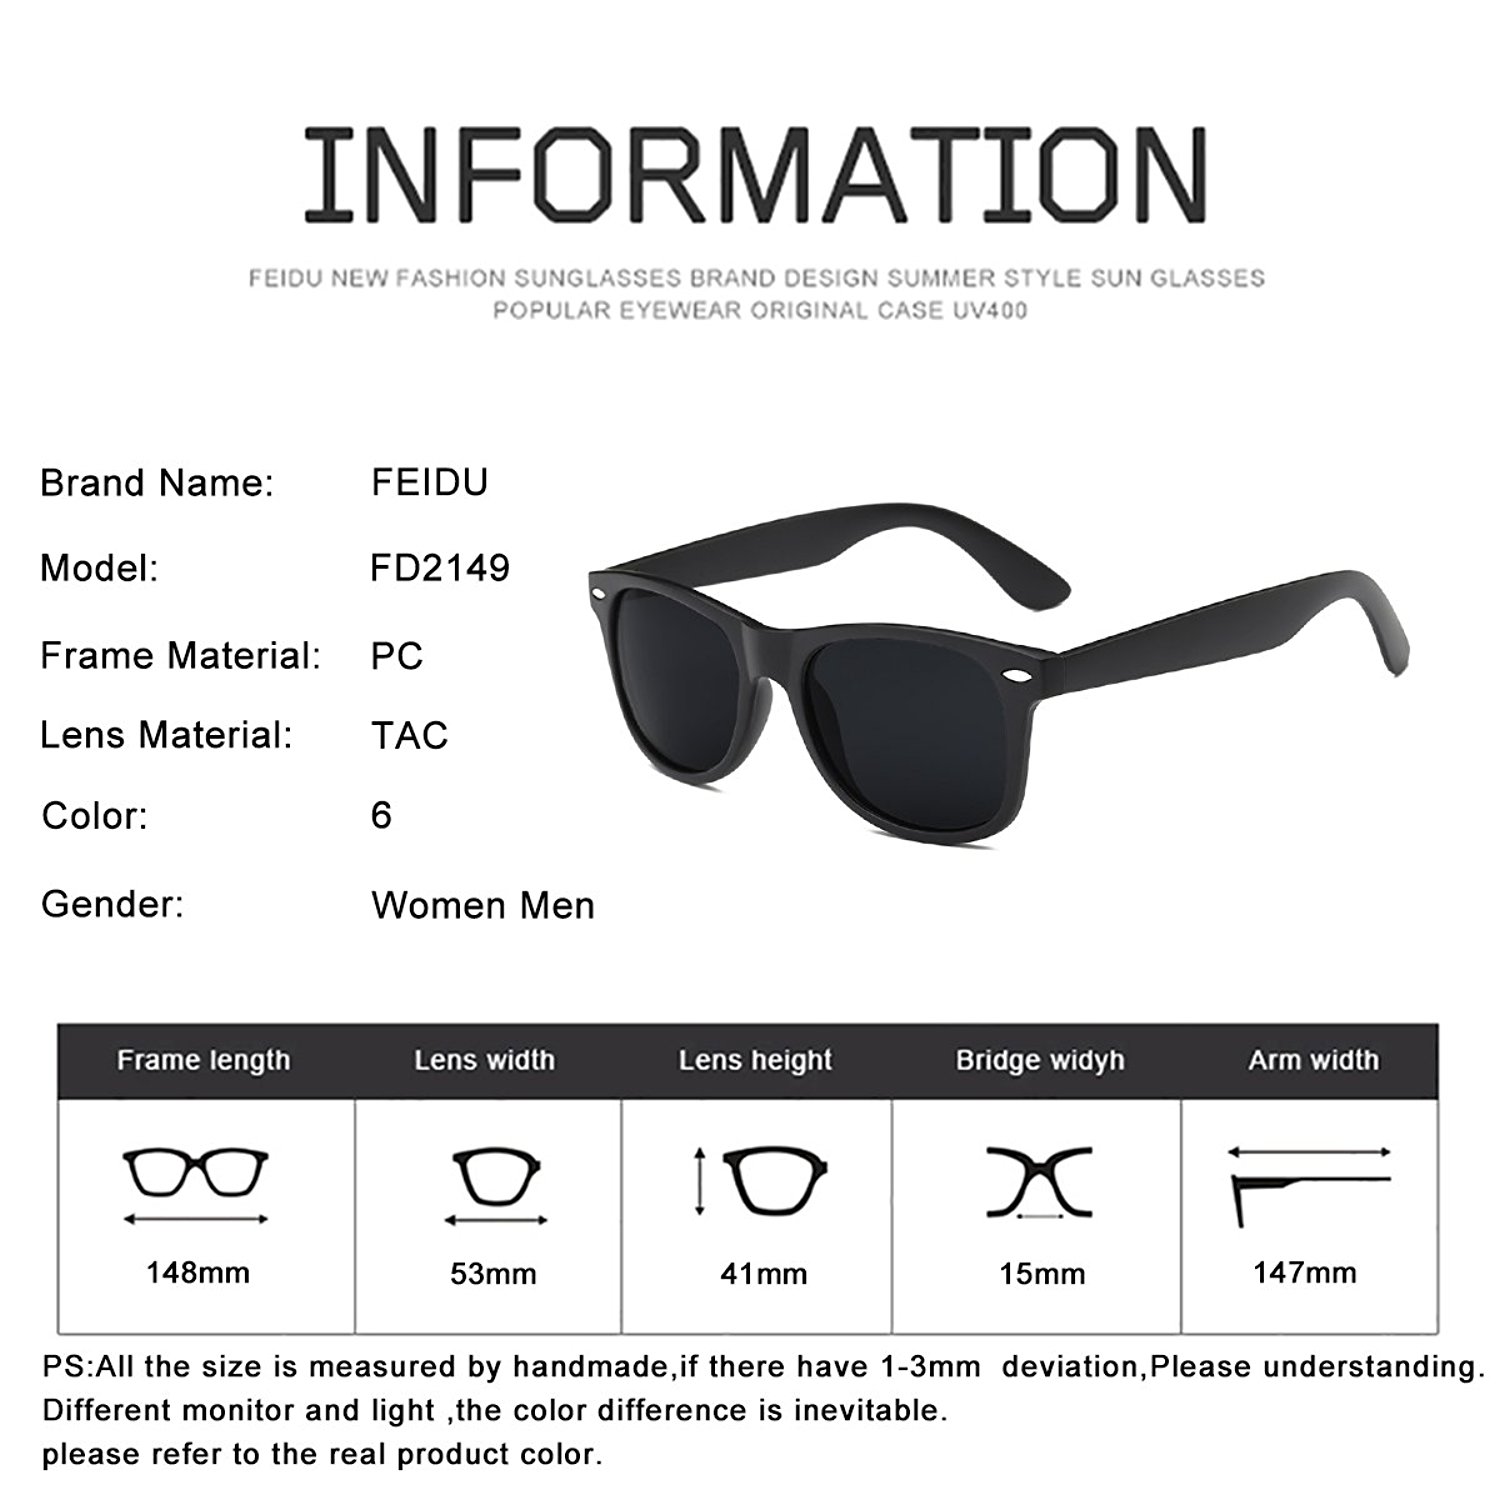 INFORMATION
FEIDU NEW FASHION SUNGLASSES BRAND DESIGN SUMMER STYLE SUN GLASSES
POPULAR EYEWEAR ORIGINAL CASE UV400
Brand Name: FEIDU
Model: FD2149
Frame Material: PC
Lens Material: TAC
Color: 6
Gender: Women Men
Frame length Lens width Lens height Bridge widyh Arm width
148mm 53mm 41mm 15mm 147mm
PS:All the size is measured by handmade,if there have 1-3mm deviation,Please understanding.
Different monitor and light ,the color difference is inevitable.
please refer to the real product color.